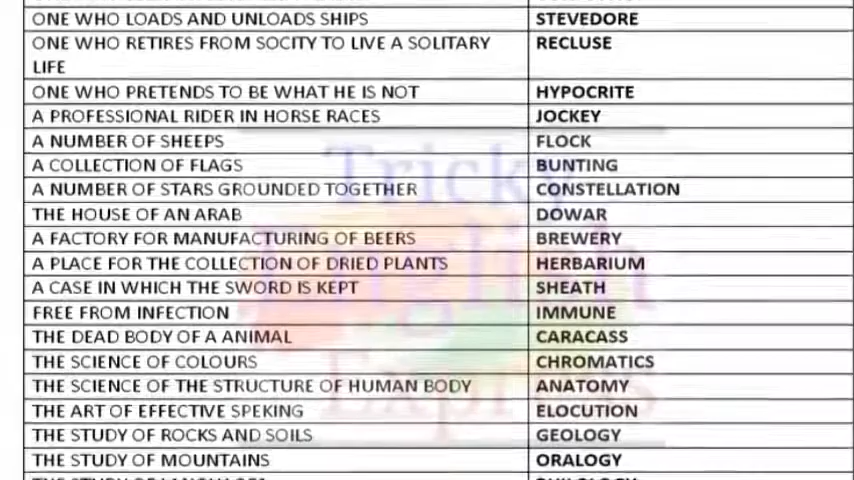 ONE WHO LOADS AND UNLOADS SHIPS STEVEDORE
ONE WHO RETIRES FROM SOCITY TO LIVE A SOLITARY RECLUSE
LIFE
ONE WHO PRETENDS TO BE WHAT HE IS NOT HYPOCRITE
A PROFESSIONAL RIDER IN HORSE RACES JOCKEY
A NUMBER OF SHEEPS FLOCK
A COLLECTION OF FLAGS BUNTING
A NUMBER OF STARS GROUNDED TOGETHER CONSTELLATION
THE HOUSE OF AN ARAB DOWAR
A FACTORY FOR MANUFACTURING OF BEERS BREWERY
A PLACE FOR THE COLLECTION OF DRIED PLANTS HERBARIUM
A CASE IN WHICH THE SWORD IS KEPT SHEATH
FREE FROM INFECTION IMMUNE
THE DEAD BODY OF A ANIMAL CARACASS
THE SCIENCE OF COLOURS CHROMATICS
THE SCIENCE OF THE STRUCTURE OF HUMAN BODY ANATOMY
THE ART OF EFFECTIVE SPEKING ELOCUTION
THE STUDY OF ROCKS AND SOILS GEOLOGY
THE STUDY OF MOUNTAINS ORALOGY
Tricky
English
Express